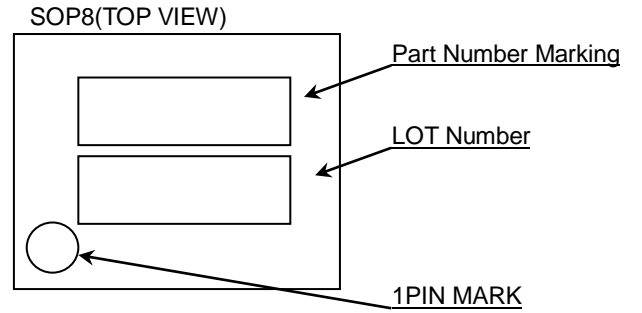 SOP8(TOP VIEW)
Part Number Marking
LOT Number
1PIN MARK